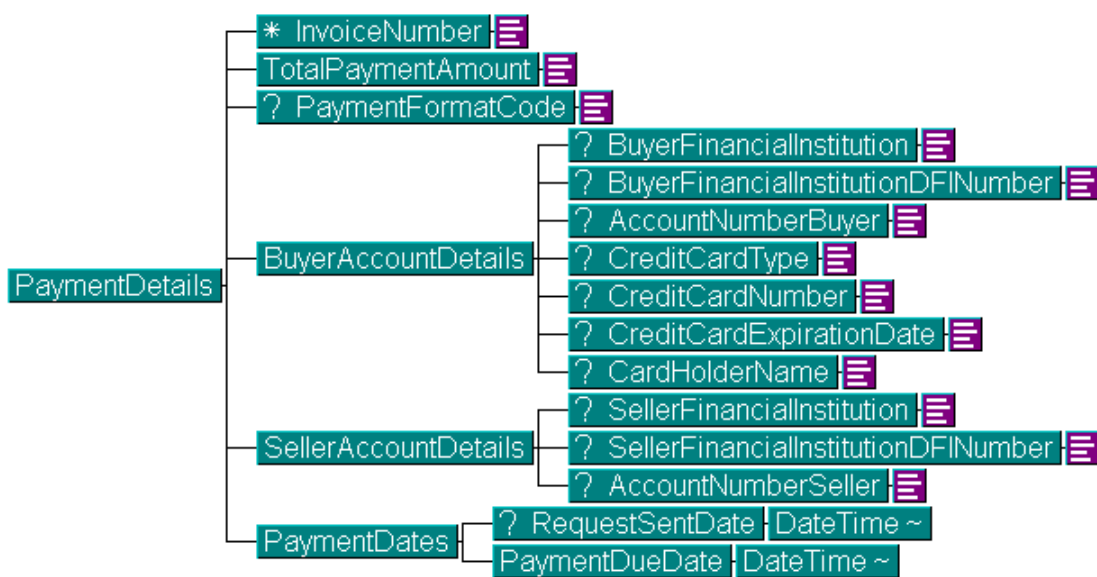 * InvoiceNumber
TotalPaymentAmount
? PaymentFormatCode
? BuyerFinancialInstitution
? BuyerFinancialInstitutionDFINumber
? AccountNumberBuyer
BuyerAccountDetails
? CreditCardType
PaymentDetails
? CreditCardNumber
? CreditCardExpirationDate
? CardHolderName
? SellerFinancialInstitution
SellerAccountDetails
? SellerFinancialInstitutionDFINumber
? AccountNumberSeller
? RequestSentDate DateTime ~
PaymentDates
PaymentDueDate DateTime ~